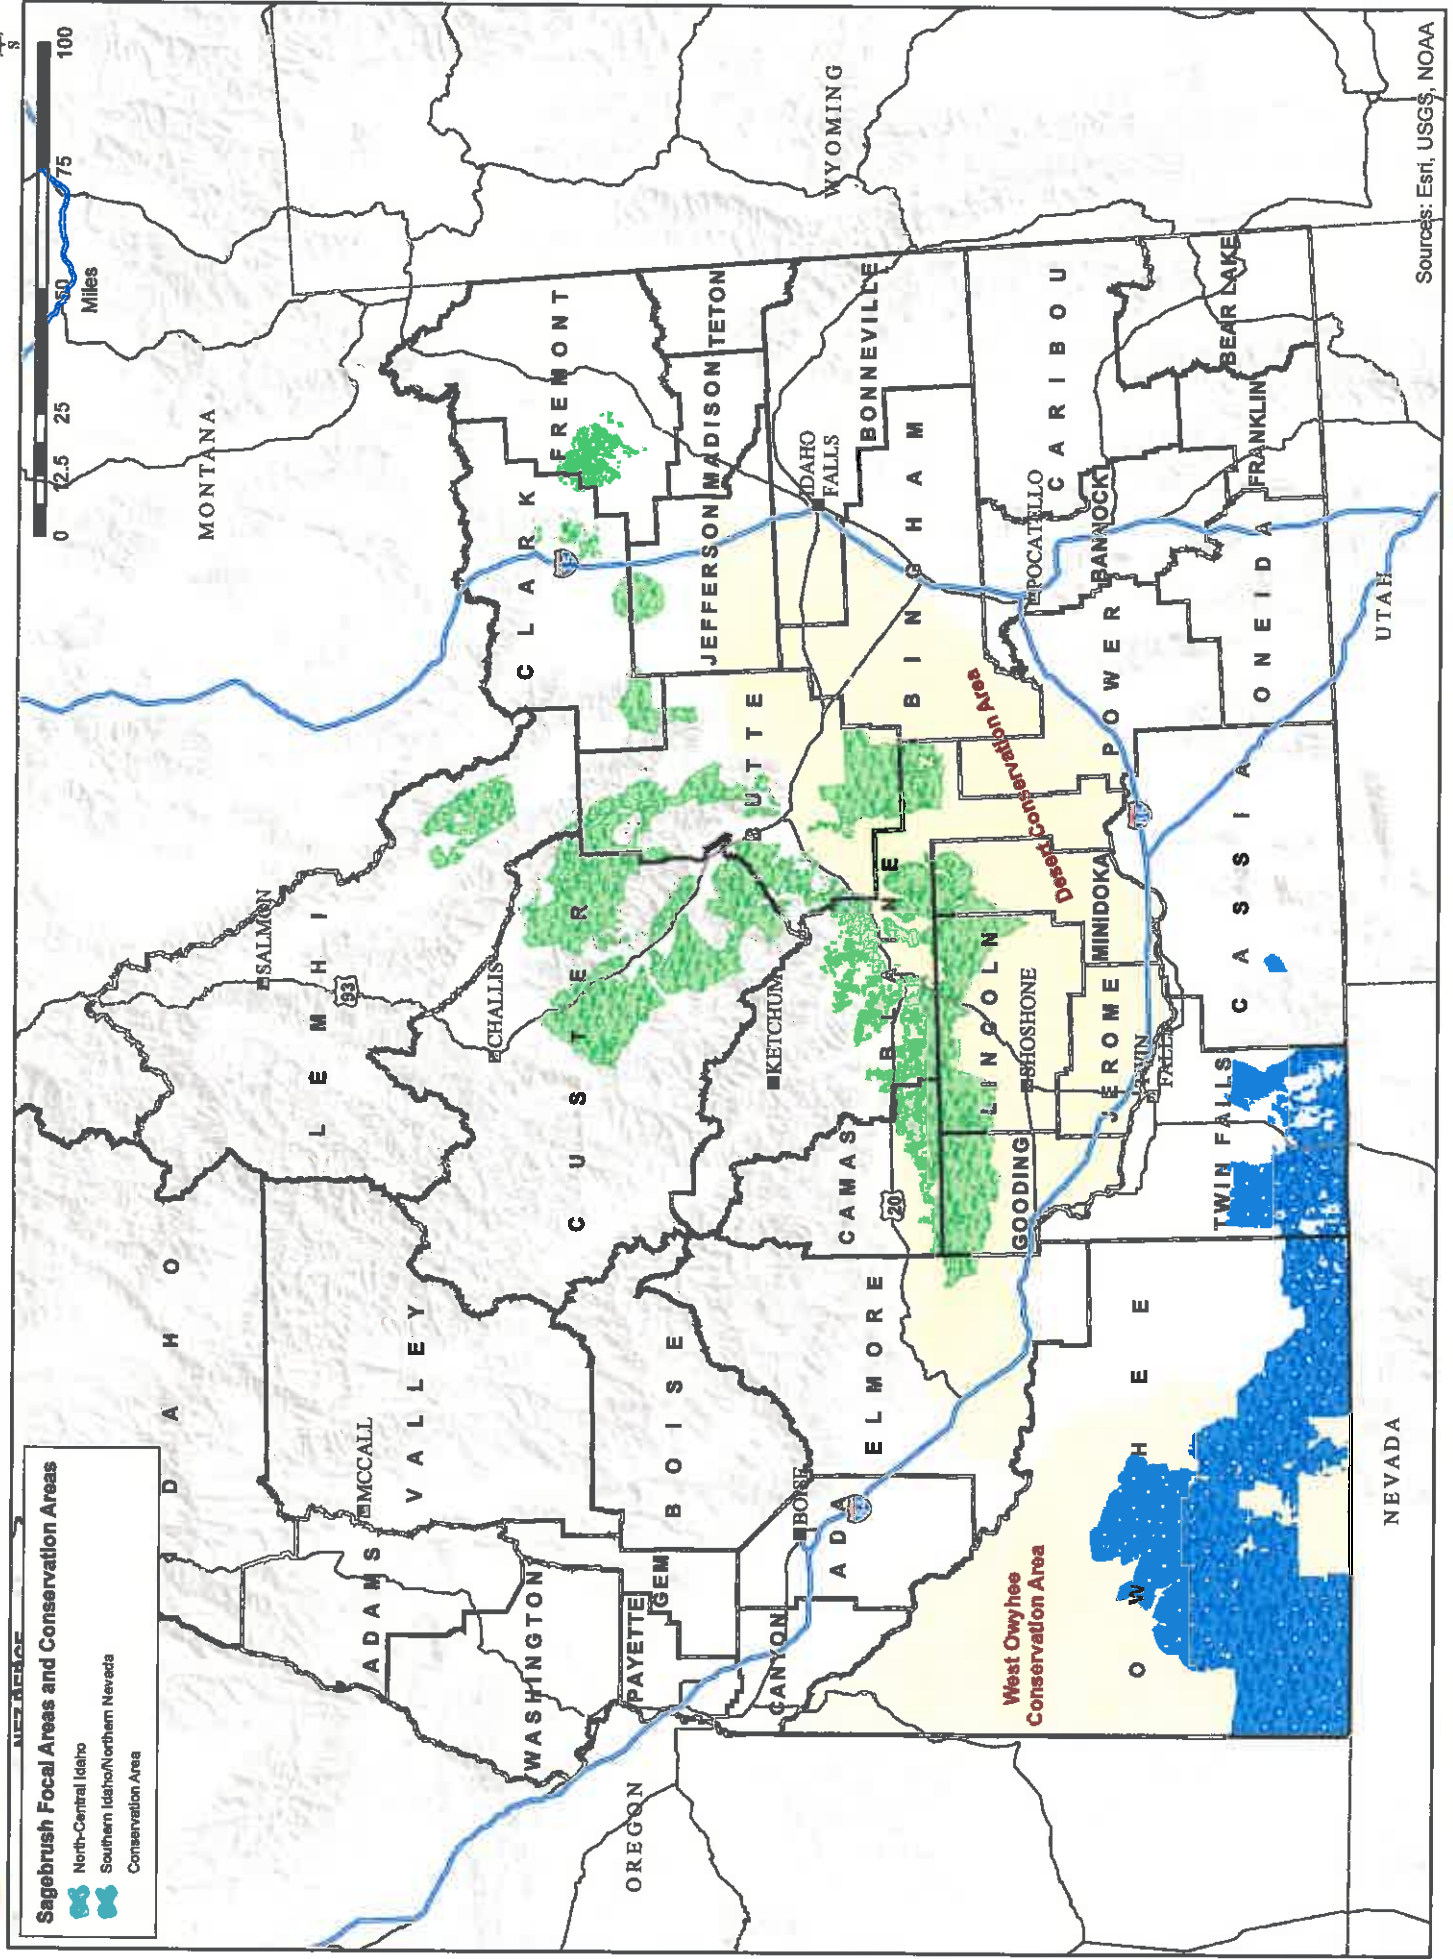 Sagebrush Focal Areas and Conservation Areas
North-Central Idaho
Southern Idaho/Northern Nevada
Conservation Area
0 12.5 25 50 75 100
Miles
MONTANA
WYOMING
OREGON
NEVADA
UTAH
IDAHO
LEMHI
SALMON
93
CHALLIS
MCCALL
VALLEY
ADAMS
WASHINGTON
PAYETTE
GEM
BOISE
CUSTER
CLARK
FREMONT
JEFFERSON
MADISON
TETON
BUTTE
KETCHUM
CAMAS
BLAINE
20
ELMORE
BOISE
ADA
CANYON
IDAHO
FALLS
BONNEVILLE
BINGHAM
Desert Conservation Area
LINCOLN
SHOSHONE
GOODING
JEROME
MINIDOKA
POWER
POCATELLO
BANNOCK
CARIBOU
BEAR LAKE
FRANKLIN
ONEIDA
CASSIA
TWIN
FALLS
TWIN FALLS
West Owyhee
Conservation Area
OWYHEE
Sources: Esri, USGS, NOAA